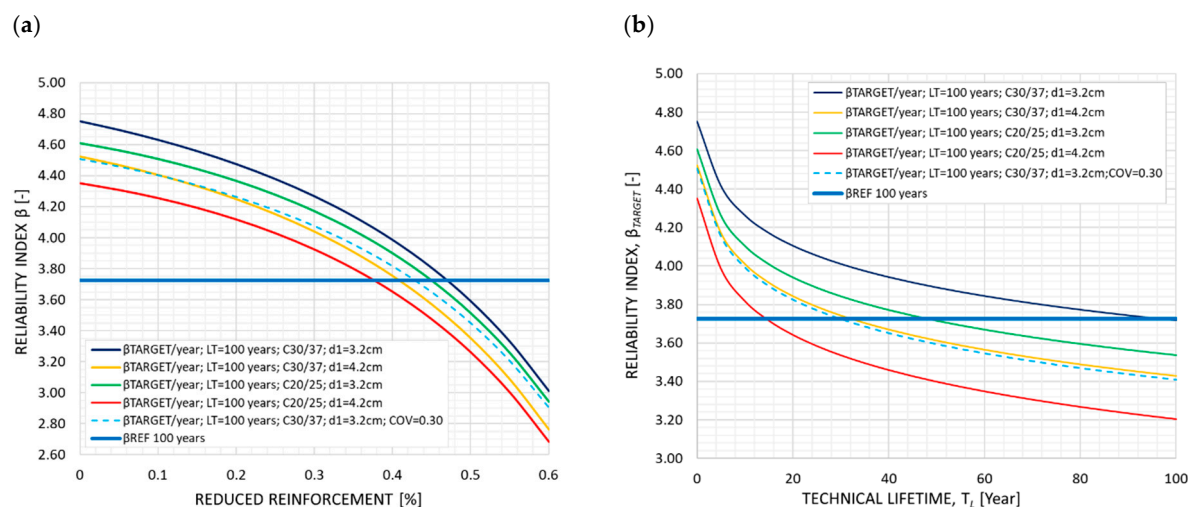 (a)
5.00
4.80
4.60
4.40
4.20
4.00
3.80
3.60
3.40
3.20
3.00
2.80
2.60
RELIABILITY INDEX β [-]
βTARGET/year; LT=100 years; C30/37; d1=3.2cm
βTARGET/year; LT=100 years; C30/37; d1=4.2cm
βTARGET/year; LT=100 years; C20/25; d1=3.2cm
βTARGET/year; LT=100 years; C20/25; d1=4.2cm
βTARGET/year; LT=100 years; C30/37; d1=3.2cm; COV=0.30
βREF 100 years
0 0.1 0.2 0.3 0.4 0.5 0.6
REDUCED REINFORCEMENT [%]
(b)
5.00
4.80
4.60
4.40
4.20
4.00
3.80
3.60
3.40
3.20
3.00
RELIABILITY INDEX, βTARGET [-]
βTARGET/year; LT=100 years; C30/37; d1=3.2cm
βTARGET/year; LT=100 years; C30/37; d1=4.2cm
βTARGET/year; LT=100 years; C20/25; d1=3.2cm
βTARGET/year; LT=100 years; C20/25; d1=4.2cm
βTARGET/year; LT=100 years; C30/37; d1=3.2cm;COV=0.30
βREF 100 years
0 20 40 60 80 100
TECHNICAL LIFETIME, TL [Year]